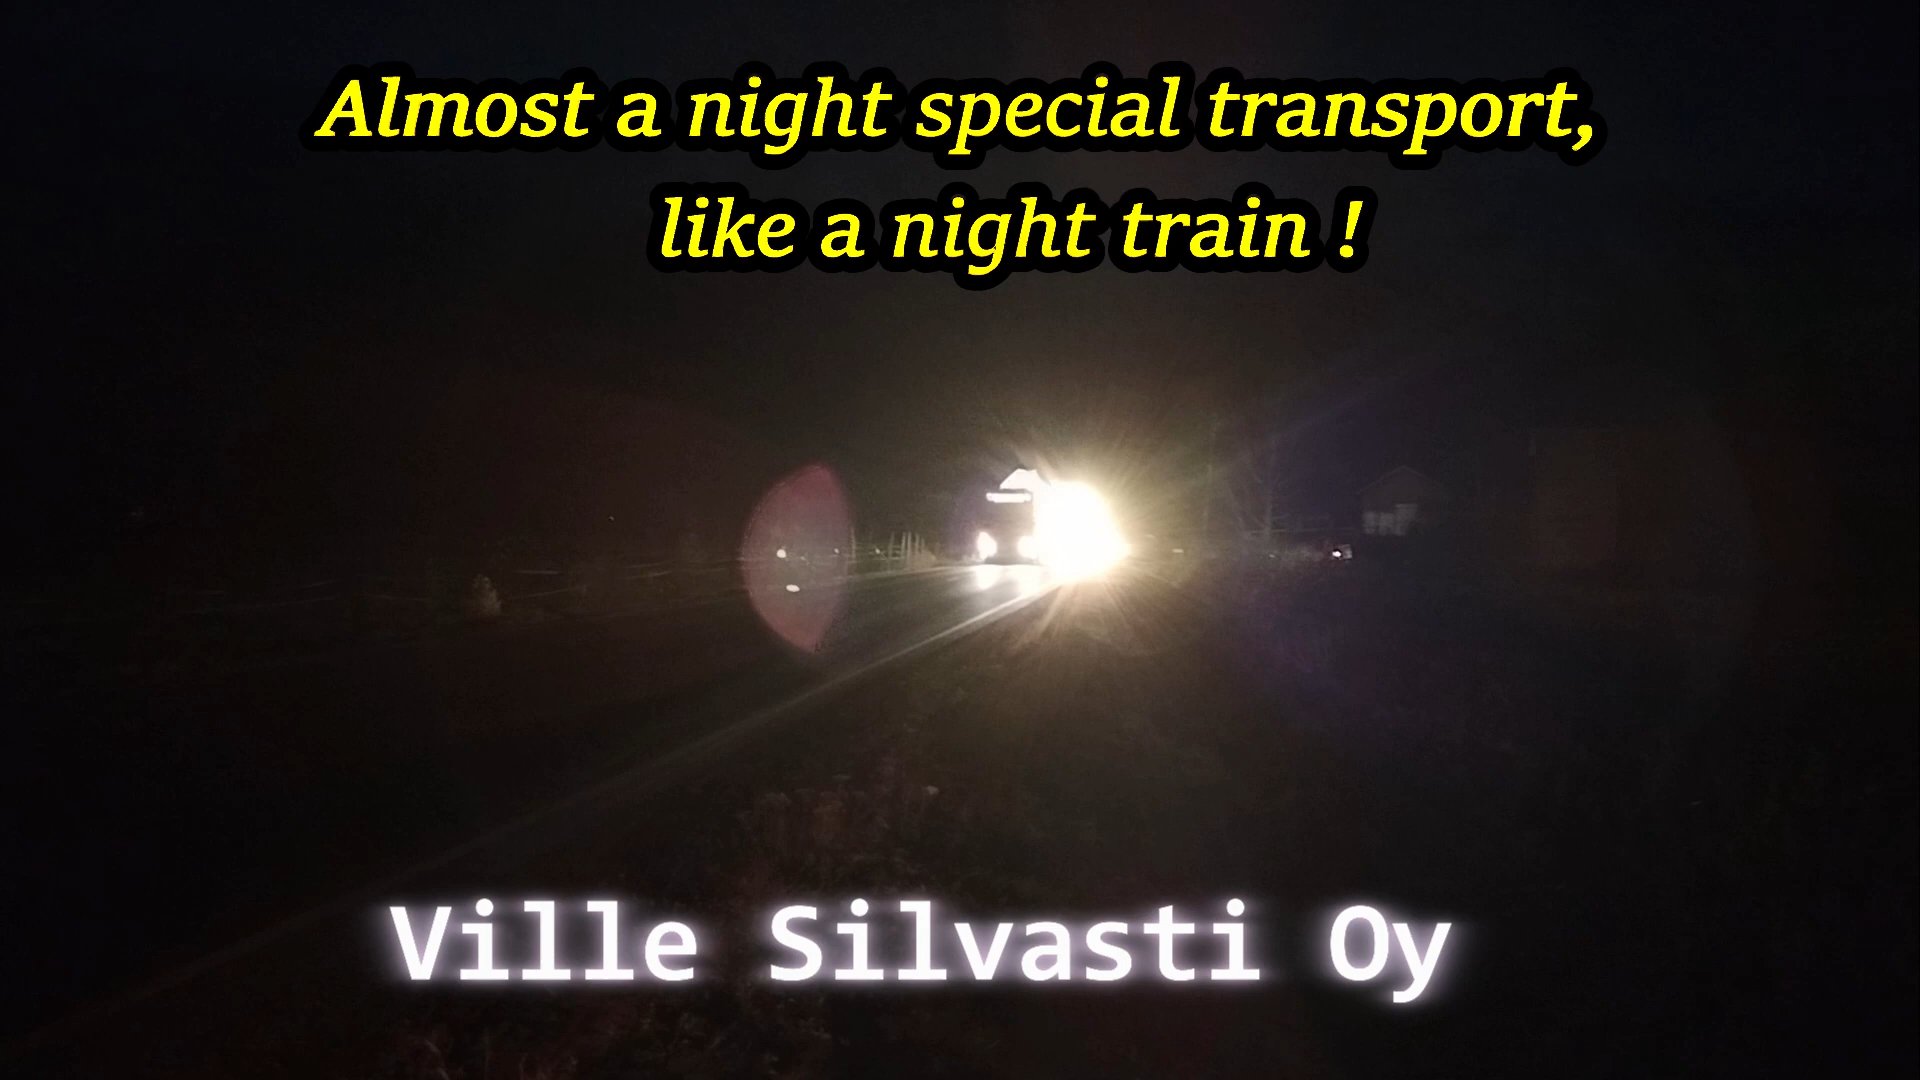 Almost a night special transport,
like a night train !
Ville Silvasti Oy